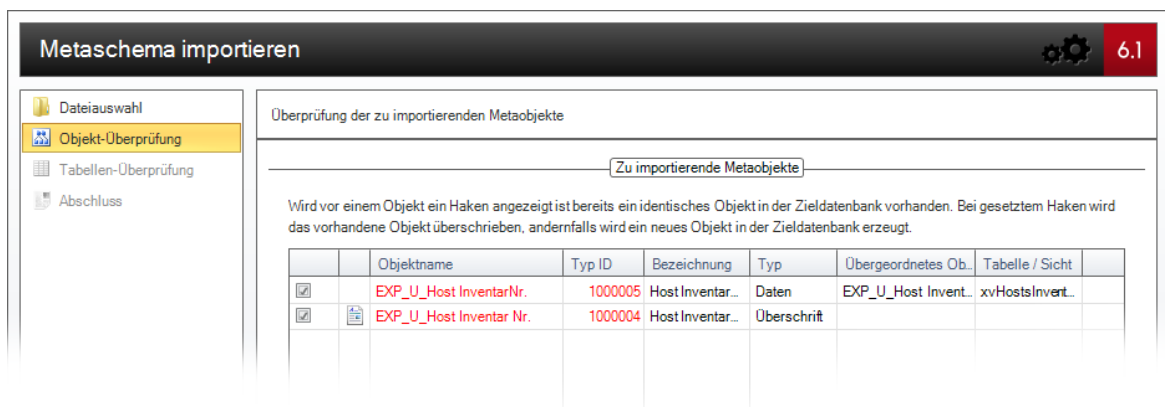 Metaschema importieren
6.1
Dateiauswahl
Objekt-Überprüfung
Tabellen-Überprüfung
Abschluss
Überprüfung der zu importierenden Metaobjekte
Zu importierende Metaobjekte
Wird vor einem Objekt ein Haken angezeigt ist bereits ein identisches Objekt in der Zieldatenbank vorhanden. Bei gesetztem Haken wird
das vorhandene Objekt überschrieben, andernfalls wird ein neues Objekt in der Zieldatenbank erzeugt.
Objektname Typ ID Bezeichnung Typ Übergeordnetes Ob... Tabelle / Sicht
EXP_U_Host InventarNr. 1000005 Host Inventar... Daten EXP_U_Host Invent... xvHostsInvent...
EXP_U_Host Inventar Nr. 1000004 Host Inventar... Überschrift